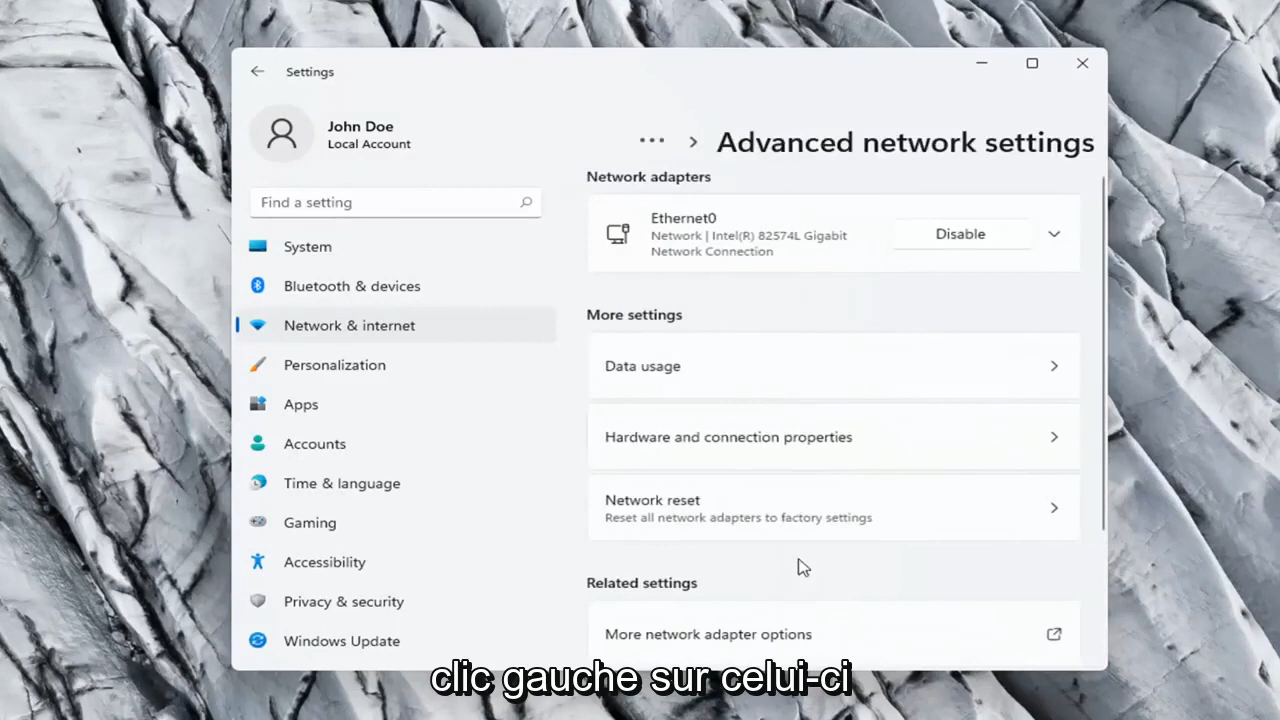 Settings
John Doe
Local Account
Find a setting
System
Bluetooth & devices
Network & internet
Personalization
Apps
Accounts
Time & language
Gaming
Accessibility
Privacy & security
Windows Update
... > Advanced network settings
Network adapters
Ethernet0
Network | Intel(R) 82574L Gigabit
Network Connection
Disable
More settings
Data usage
Hardware and connection properties
Network reset
Reset all network adapters to factory settings
Related settings
More network adapter options
clic gauche sur celui-ci